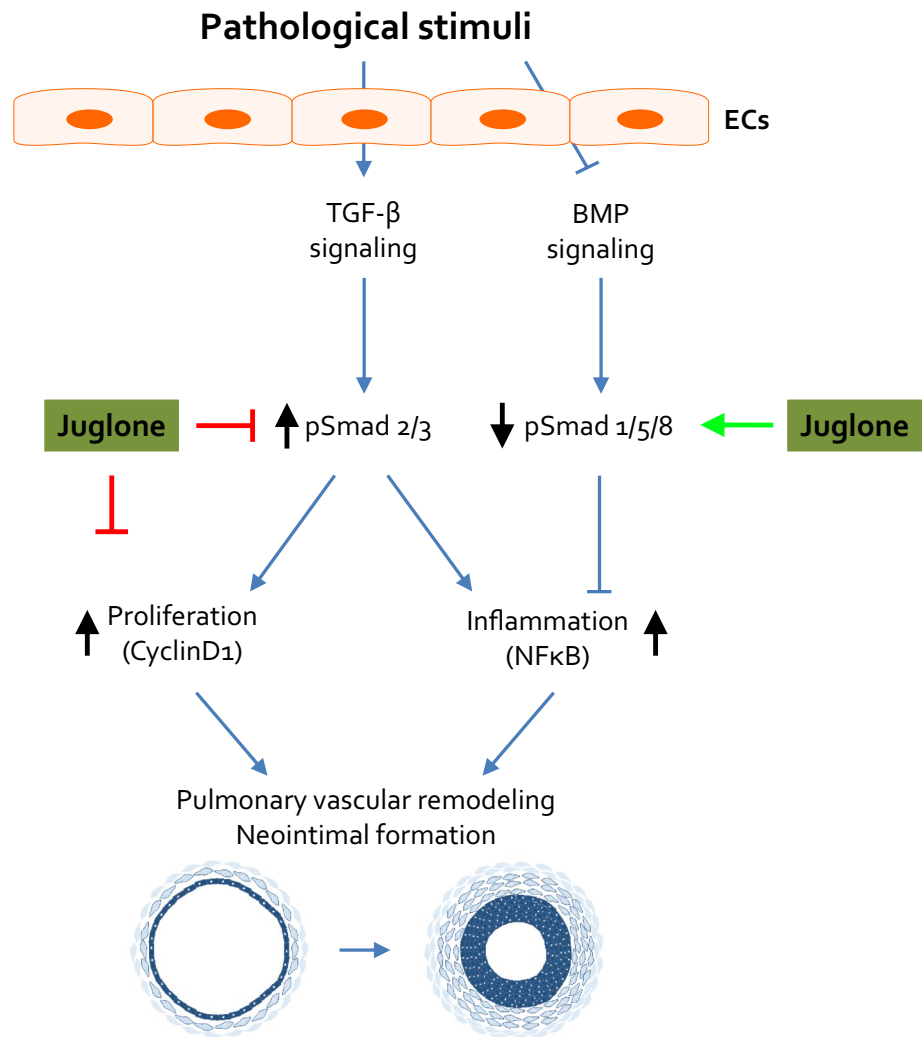 Pathological stimuli
ECs
TGF-β
signaling
BMP
signaling
Juglone
pSmad 2/3
pSmad 1/5/8
Juglone
Proliferation
(CyclinD1)
Inflammation
(NFκB)
Pulmonary vascular remodeling
Neointimal formation